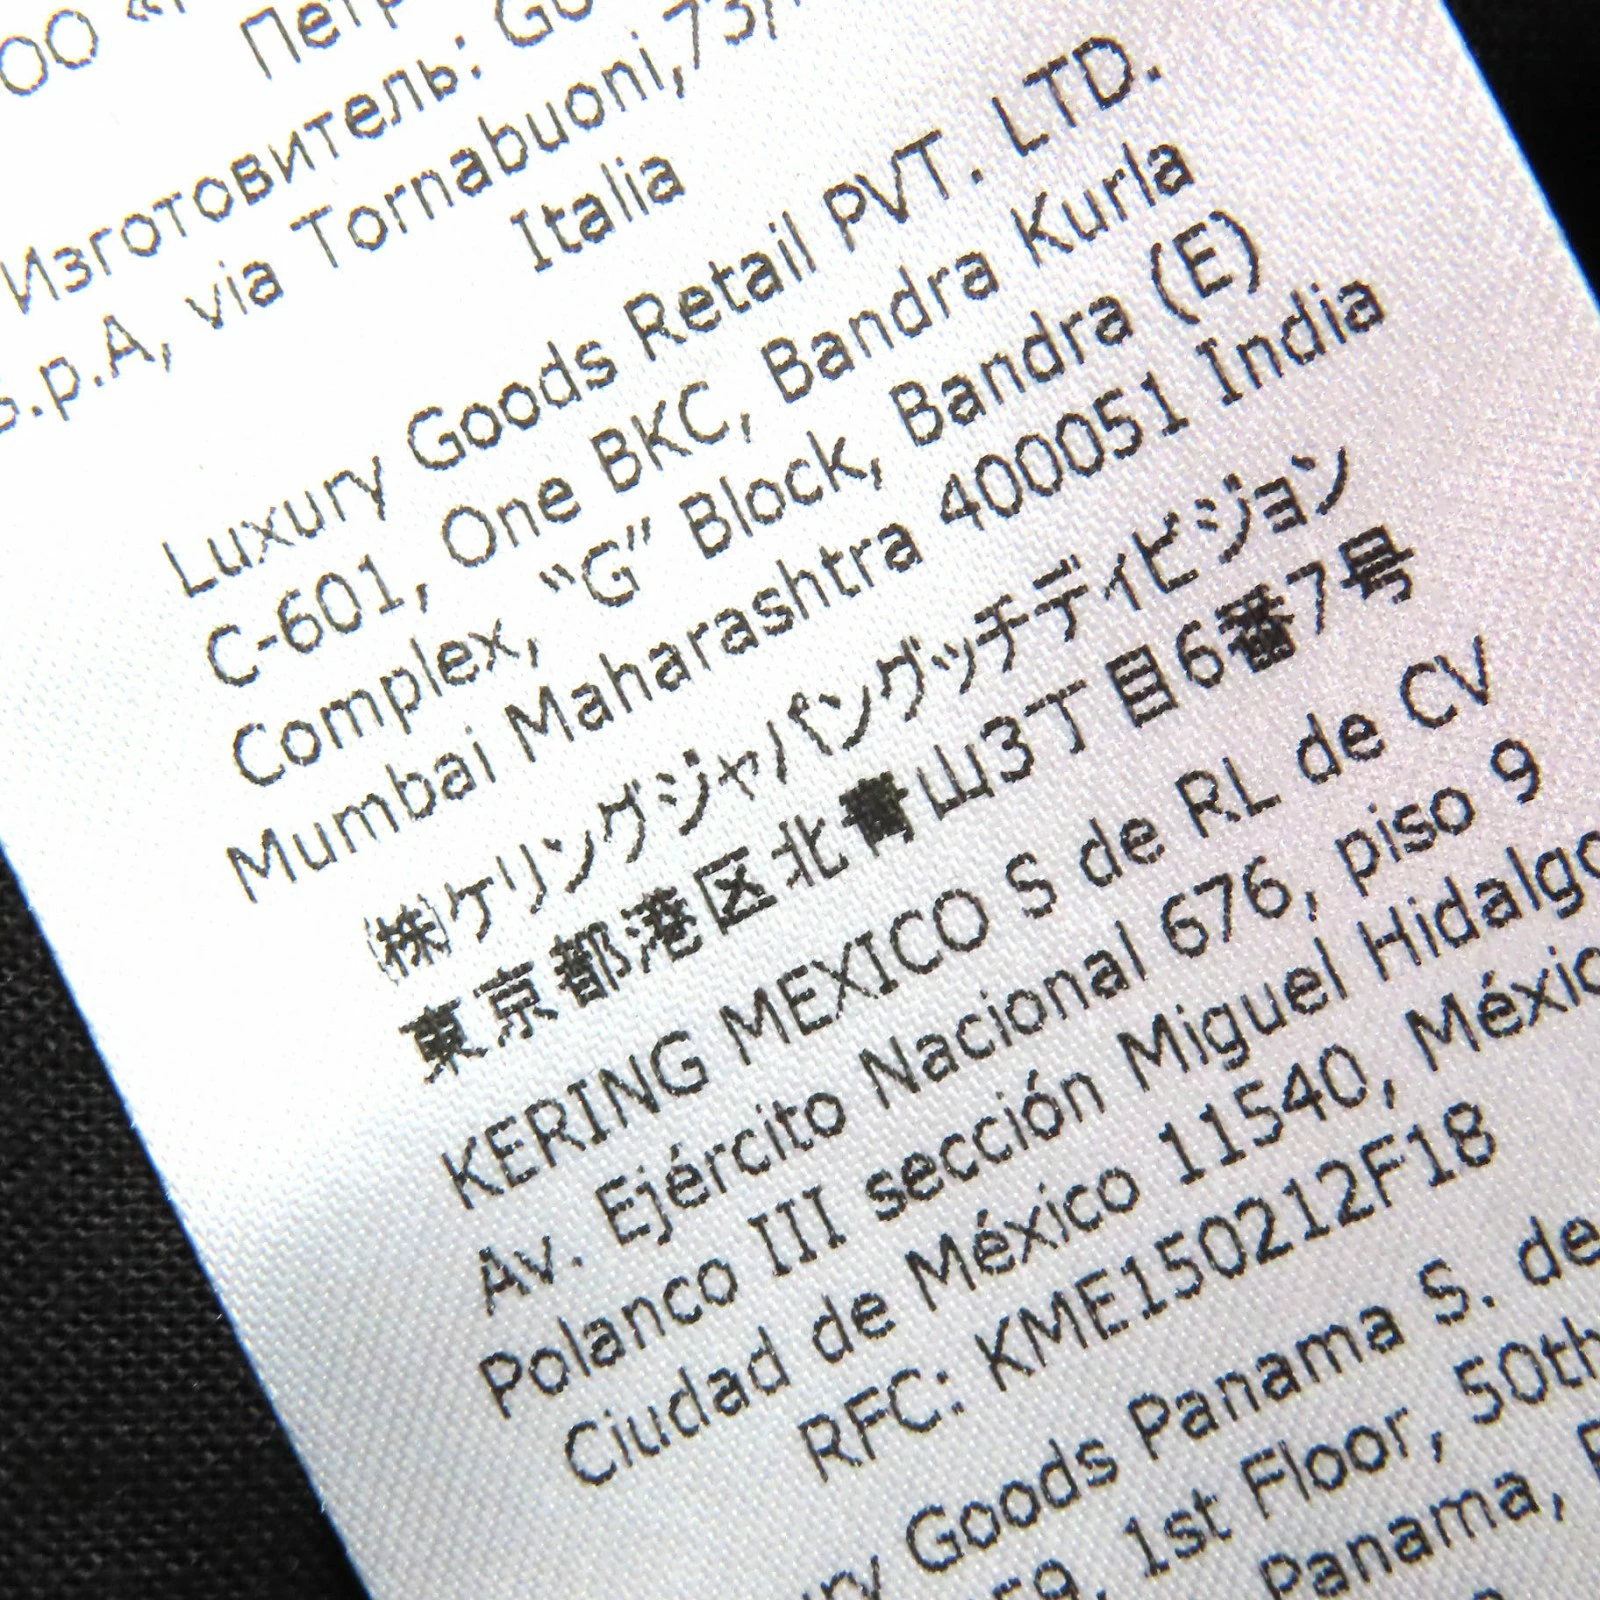 Изготовитель:
S.p.A, via Tornabuoni, 73/
Italia
Luxury Goods Retail PVT. LTD.
C-601, One BKC, Bandra Kurla
Complex, “G” Block, Bandra (E)
Mumbai Maharashtra 400051 India
㈱ケリングジャパングッチディビジョン
東京都港区北青山3丁目6番7号
KERING MEXICO S de RL de CV
Av. Ejército Nacional 676, piso 9
Polanco III sección Miguel Hidalgo
Ciudad de México 11540, México
RFC: KME150212F18
Goods Panama S. de
1st Floor, 50th
Panama,